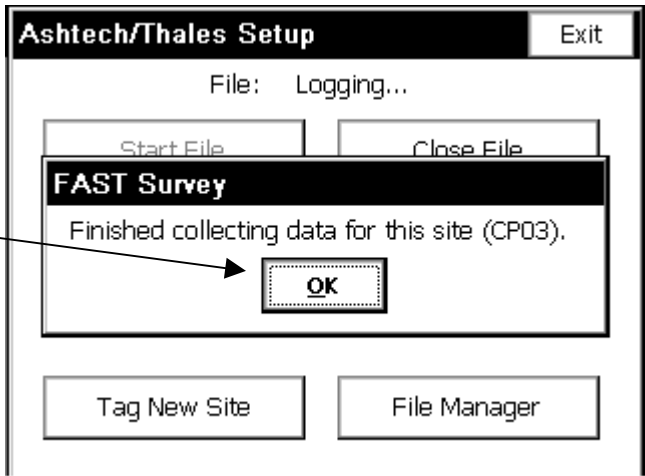 Ashtech/Thales Setup Exit
File: Logging...
Start File Close File
FAST Survey
Finished collecting data for this site (CP03).
OK
Tag New Site File Manager